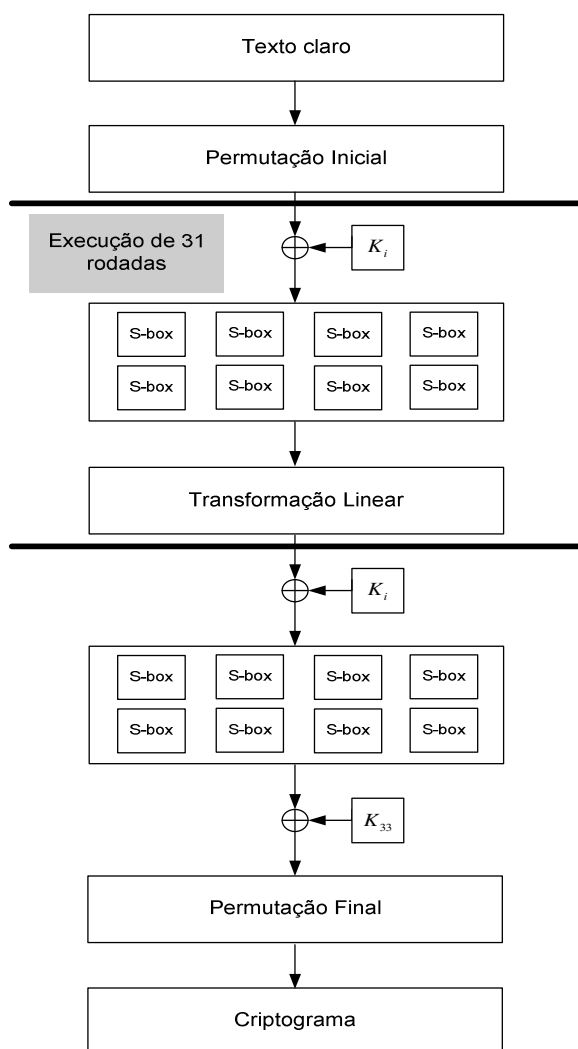 Texto claro
Permutação Inicial
Execução de 31
rodadas
K_i
S-box S-box S-box S-box
S-box S-box S-box S-box
Transformação Linear
K_i
S-box S-box S-box S-box
S-box S-box S-box S-box
K_33
Permutação Final
Criptograma